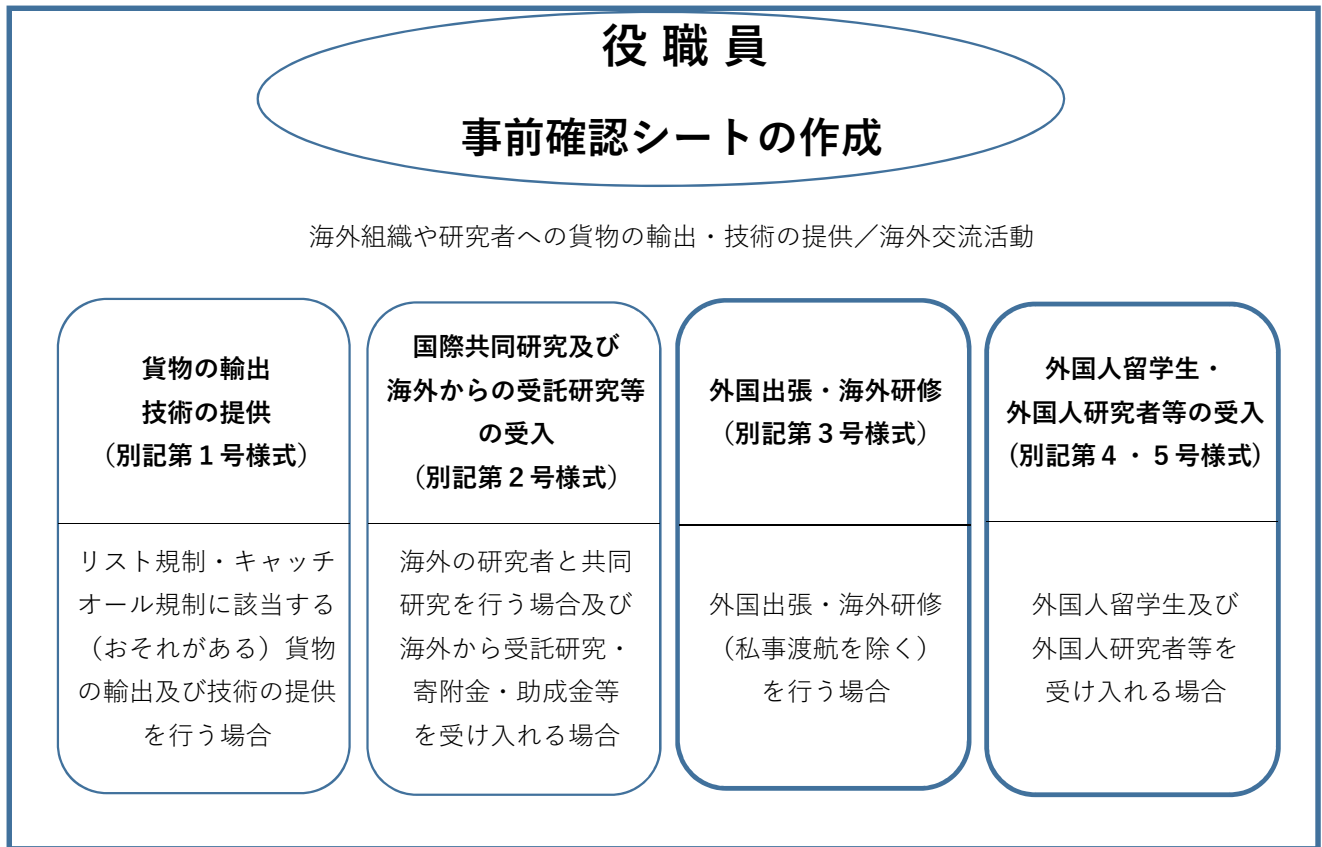 役職員
事前確認シートの作成
海外組織や研究者への貨物の輸出・技術の提供／海外交流活動
貨物の輸出
技術の提供
（別記第１号様式）
リスト規制・キャッチ
オール規制に該当する
（おそれがある）貨物
の輸出及び技術の提供
を行う場合
国際共同研究及び
海外からの受託研究等
の受入
（別記第２号様式）
海外の研究者と共同
研究を行う場合及び
海外から受託研究・
寄附金・助成金等
を受け入れる場合
外国出張・海外研修
（別記第３号様式）
外国出張・海外研修
（私事渡航を除く）
を行う場合
外国人留学生・
外国人研究者等の受入
（別記第４・５号様式）
外国人留学生及び
外国人研究者等を
受け入れる場合